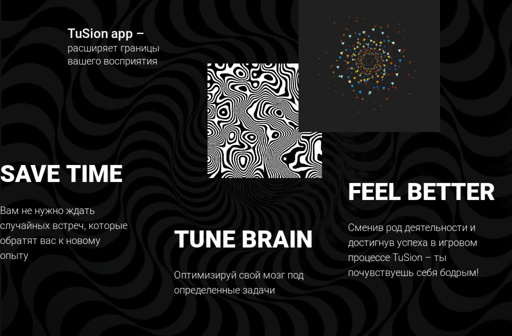 TuSion app –
расширяет границы
вашего восприятия
SAVE TIME
Вам не нужно ждать
случайных встреч, которые
обратят вас к новому
опыту
TUNE BRAIN
Оптимизируй свой мозг под
определенные задачи
FEEL BETTER
Сменив род деятельности и
достигнув успеха в игровом
процессе TuSion – ты
почувствуешь себя бодрым!